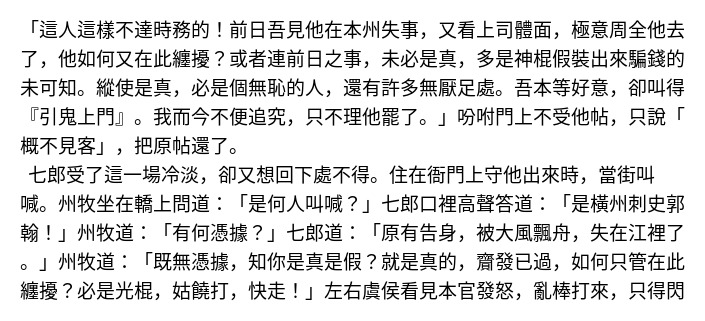 「這人這樣不達時務的！前日吾見他在本州失事，又看上司體面，極意周全他去
了，他如何又在此纏擾？或者連前日之事，未必是真，多是神棍假裝出來騙錢的
未可知。縱使是真，必是個無恥的人，還有許多無厭足處。吾本等好意，卻叫得
『引鬼上門』。我而今不便追究，只不理他罷了。」吩咐門上不受他帖，只說「
概不見客」，把原帖還了。
七郎受了這一場冷淡，卻又想回下處不得。住在衙門上守他出來時，當街叫
喊。州牧坐在轎上問道：「是何人叫喊？」七郎口裡高聲答道：「是橫州刺史郭
翰！」州牧道：「有何憑據？」七郎道：「原有告身，被大風飄舟，失在江裡了
。」州牧道：「既無憑據，知你是真是假？就是真的，齎發已過，如何只管在此
纏擾？必是光棍，姑饒打，快走！」左右虞侯看見本官發怒，亂棒打來，只得閃